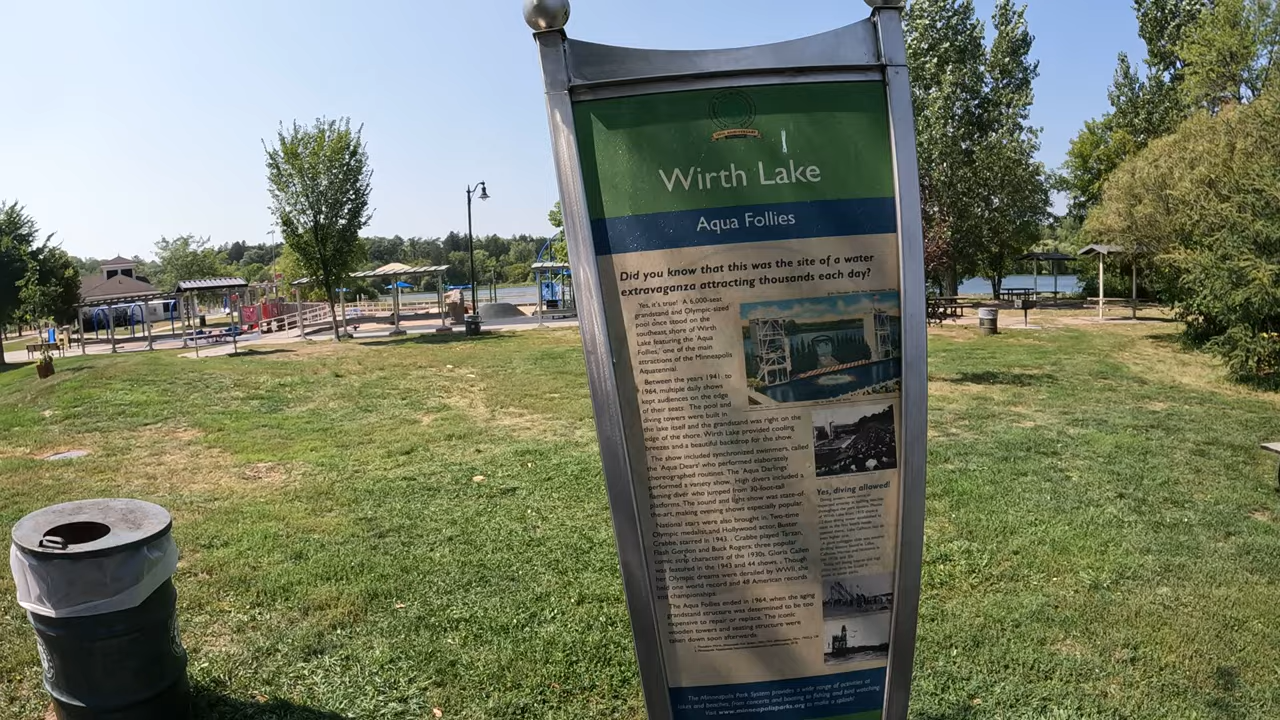 Wirth Lake
Aqua Follies
Did you know that this was the site of a water
extravaganza attracting thousands each day?
Yes, it's true! A 6,000-seat
grandstand and Olympic-sized
pool once stood on the
southeast shore of Wirth
Lake featuring the 'Aqua
Follies,' one of the main
attractions of the Minneapolis
Aquatennial.
Between the years 1941 to
1964, multiple daily shows
kept audiences on the edge
of their seats. The pool and
diving towers were built in
the lake itself and the grandstand was right on the
edge of the shore. Wirth Lake provided cooling
breezes and a beautiful backdrop for the show.
The show included synchronized swimmers, called
the 'Aqua Dears' who performed elaborately
choreographed routines. The 'Aqua Darlings'
performed a variety show. High divers included a
flaming diver who jumped from 30-foot-tall
platforms. The sound and light show was state-of-
the-art, making evening shows especially popular.
National stars were also brought in. Two-time
Olympic medalist and Hollywood actor, Buster
Crabbe, starred in 1943. Crabbe played Tarzan,
Flash Gordon and Buck Rogers, three popular
comic strip characters of the 1930s. Gloria Callen
was featured in the 1943 and 44 shows. Though
her Olympic dreams were derailed by WWII, she
held one world record and 48 American records
and championships.
The Aqua Follies ended in 1964, when the aging
grandstand structure was determined to be too
expensive to repair or replace. The iconic
wooden towers and seating structure were
taken down soon afterwards.
Yes, diving allowed!
The Minneapolis Park System provides a wide range of activities at
lakes and beaches, from concerts and boating to fishing and bird watching.
Visit www.minneapolisparks.org to make a splash!